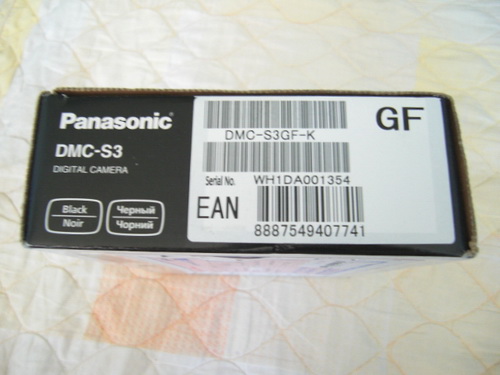 Panasonic
DMC-S3
DIGITAL CAMERA
Black
Noir
Черный
Чорний
DMC-S3GF-K
Serial No. WH1DA001354
EAN
8887549407741
GF